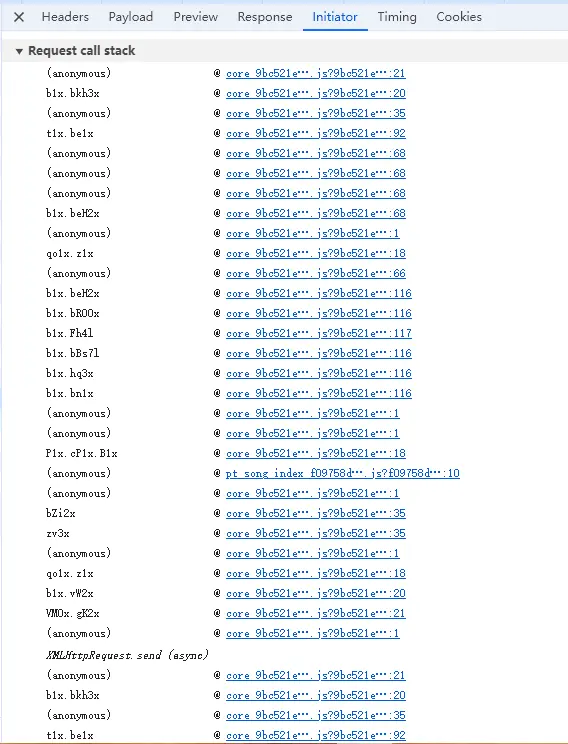 × Headers Payload Preview Response Initiator Timing Cookies
▼ Request call stack
(anonymous) @ core_9bc521e….js?9bc521e…:21
b1x.bkh3x @ core_9bc521e….js?9bc521e…:20
(anonymous) @ core_9bc521e….js?9bc521e…:35
t1x.be1x @ core_9bc521e….js?9bc521e…:92
(anonymous) @ core_9bc521e….js?9bc521e…:68
(anonymous) @ core_9bc521e….js?9bc521e…:68
(anonymous) @ core_9bc521e….js?9bc521e…:68
b1x.beH2x @ core_9bc521e….js?9bc521e…:68
(anonymous) @ core_9bc521e….js?9bc521e…:1
qo1x.z1x @ core_9bc521e….js?9bc521e…:18
(anonymous) @ core_9bc521e….js?9bc521e…:66
b1x.beH2x @ core_9bc521e….js?9bc521e…:116
b1x.bROOx @ core_9bc521e….js?9bc521e…:116
b1x.Fh4l @ core_9bc521e….js?9bc521e…:117
b1x.bBs7l @ core_9bc521e….js?9bc521e…:116
b1x.hq3x @ core_9bc521e….js?9bc521e…:116
b1x.bn1x @ core_9bc521e….js?9bc521e…:116
(anonymous) @ core_9bc521e….js?9bc521e…:1
(anonymous) @ core_9bc521e….js?9bc521e…:1
P1x.cP1x.B1x @ core_9bc521e….js?9bc521e…:18
(anonymous) @ pt_song_index_f09758d….js?f09758d…:10
(anonymous) @ core_9bc521e….js?9bc521e…:1
bZi2x @ core_9bc521e….js?9bc521e…:35
zv3x @ core_9bc521e….js?9bc521e…:35
(anonymous) @ core_9bc521e….js?9bc521e…:1
qo1x.z1x @ core_9bc521e….js?9bc521e…:18
b1x.vW2x @ core_9bc521e….js?9bc521e…:20
VM0x.gK2x @ core_9bc521e….js?9bc521e…:21
(anonymous) @ core_9bc521e….js?9bc521e…:1
XMLHttpRequest.send (async)
(anonymous) @ core_9bc521e….js?9bc521e…:21
b1x.bkh3x @ core_9bc521e….js?9bc521e…:20
(anonymous) @ core_9bc521e….js?9bc521e…:35
t1x.be1x @ core_9bc521e….js?9bc521e…:92